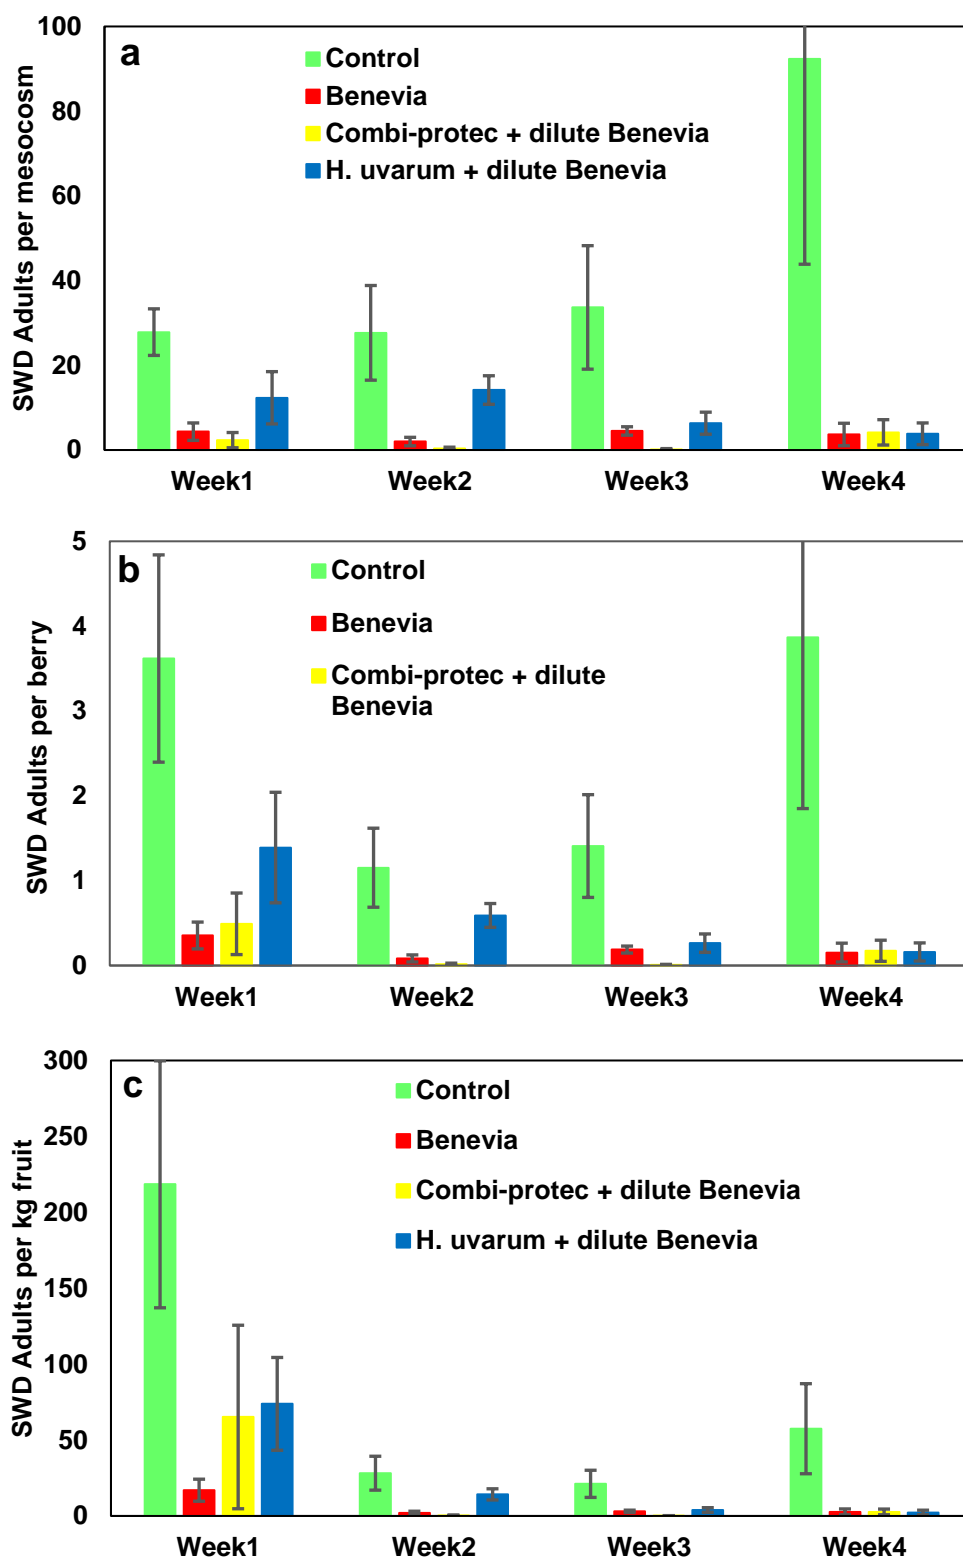 a
SWD Adults per mesocosm
100
80
60
40
20
0
Control
Benevia
Combi-protec + dilute Benevia
H. uvarum + dilute Benevia
Week1 Week2 Week3 Week4
b
SWD Adults per berry
5
4
3
2
1
0
Control
Benevia
Combi-protec + dilute
Benevia
Week1 Week2 Week3 Week4
c
SWD Adults per kg fruit
300
250
200
150
100
50
0
Control
Benevia
Combi-protec + dilute Benevia
H. uvarum + dilute Benevia
Week1 Week2 Week3 Week4